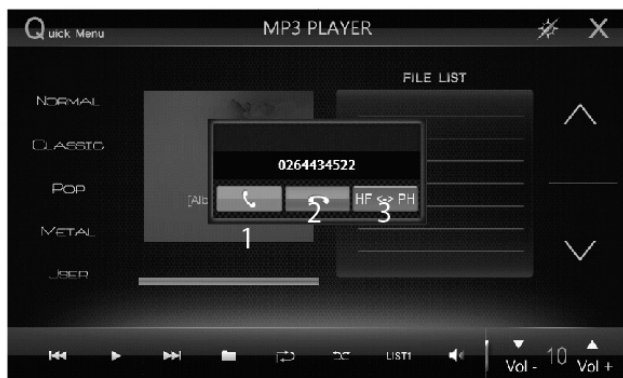 Quick Menu
MP3 PLAYER
X
FILE LIST
NORMAL
CLASSIC
POP
METAL
USER
[Alb
0264434522
HF <-> PH
1
2
3
LIST1
Vol -
10
Vol +